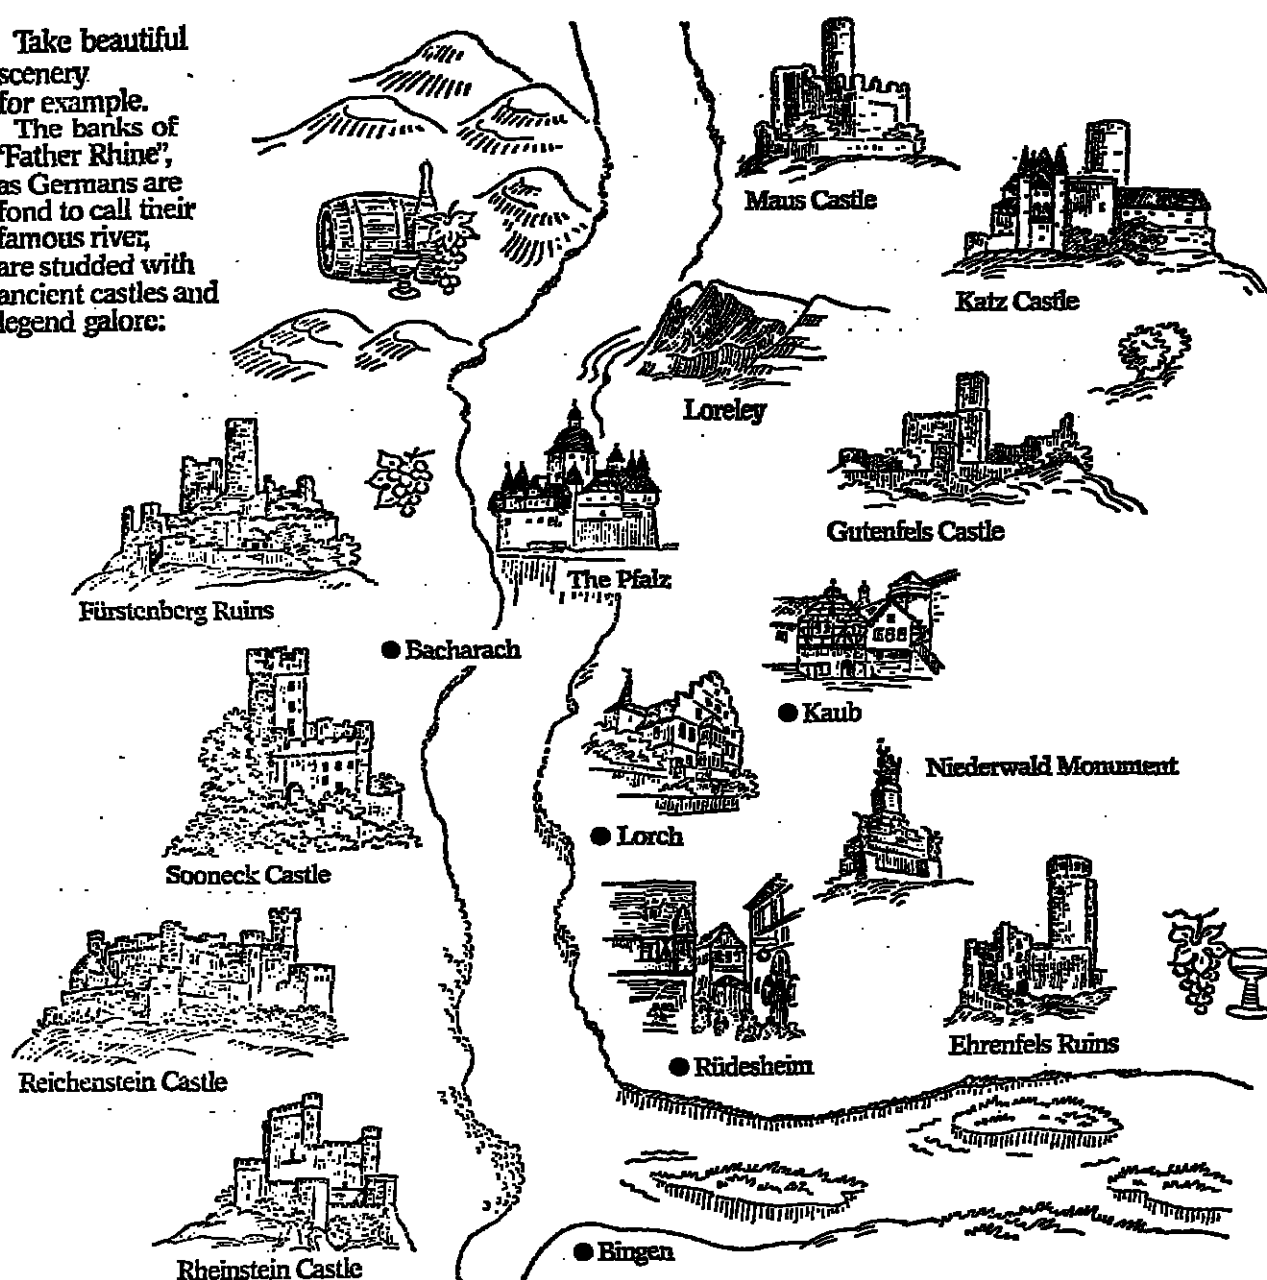 Take beautiful
scenery
for example.
The banks of
"Father Rhine",
as Germans are
fond to call their
famous river,
are studded with
ancient castles and
legend galore:
Maus Castle
Katz Castle
Loreley
Gutenfels Castle
The Pfalz
Fürstenberg Ruins
Bacharach
Kaub
Niederwald Monument
Lorch
Sooneck Castle
Ehrenfels Ruins
Rüdesheim
Reichenstein Castle
Bingen
Rheinstein Castle